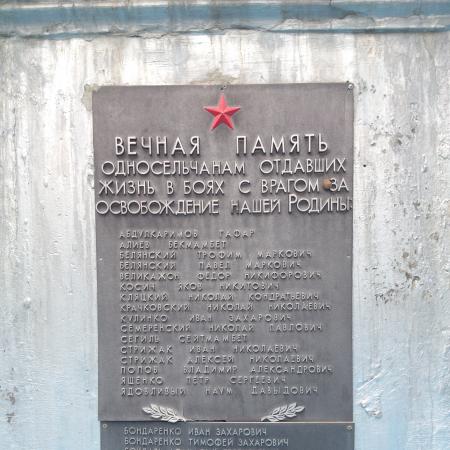 ВЕЧНАЯ ПАМЯТЬ
ОДНОСЕЛЬЧАНАМ ОТДАВШИХ
ЖИЗНЬ В БОЯХ С ВРАГОМ ЗА
ОСВОБОЖДЕНИЕ НАШЕЙ РОДИНЫ
АБДУЛКАРИМОВ ГАФАР
АЛИЕВ БЕКМАМБЕТ
БЕЛЯНСКИЙ ТРОФИМ МАРКОВИЧ
БЕЛЯНСКИЙ ПАВЕЛ МАРКОВИЧ
ВЕЛИКАЖОН ФЕДОР НИКИФОРОВИЧ
КОСИЧ ЯКОВ НИКИТОВИЧ
КЛЯЦКИЙ НИКОЛАЙ КОНДРАТЬЕВИЧ
КРАЧКОВСКИЙ НИКОЛАЙ НИКОЛАЕВИЧ
КУЛИНКО ИВАН ЗАХАРОВИЧ
СЕМЕРЕНСКИЙ НИКОЛАЙ ПАВЛОВИЧ
СЕГИЛЬ СЕЙТМАМБЕТ
СТРИЖАК ИВАН НИКОЛАЕВИЧ
СТРИЖАК АЛЕКСЕЙ НИКОЛАЕВИЧ
ПОПОВ ВЛАДИМИР АЛЕКСАНДРОВИЧ
ЯЩЕНКО ПЕТР СЕРГЕЕВИЧ
ЯДОВЛИВЫЙ НАУМ ДАВЫДОВИЧ
БОНДАРЕНКО ИВАН ЗАХАРОВИЧ
БОНДАРЕНКО ТИМОФЕЙ ЗАХАРОВИЧ